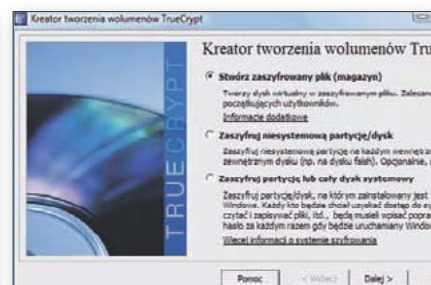 Kreator tworzenia wolumenów TrueCrypt
Kreator tworzenia wolumenów Tru
Stwórz zaszyfrowany plik (magazyn)
Tworzy dysk wirtualny w zaszyfrowanym pliku. Zalecane
początkujących użytkowników.
Informacje dodatkowe
Zaszyfruj niesystemową partycję/dysk
Zaszyfruj niesystemową partycję na każdym wewnętrz
zewnętrznym dysku (np. na dysku falsh). Opcjonalnie,
Zaszyfruj partycję lub cały dysk systemowy
Zaszyfruj partycję/dysk, na którym zainstalowany jest
Windows. Każdy kto będzie chciał uzyskać dostęp do sy
czytać i zapisywać pliki, itd., będą musieł wpisać popra
hasło za każdym razem gdy będzie uruchamiany Window
Więcej informacji o systemie szyfrowania
TRUECRYPT
Pomoc
< Wstecz
Dalej >